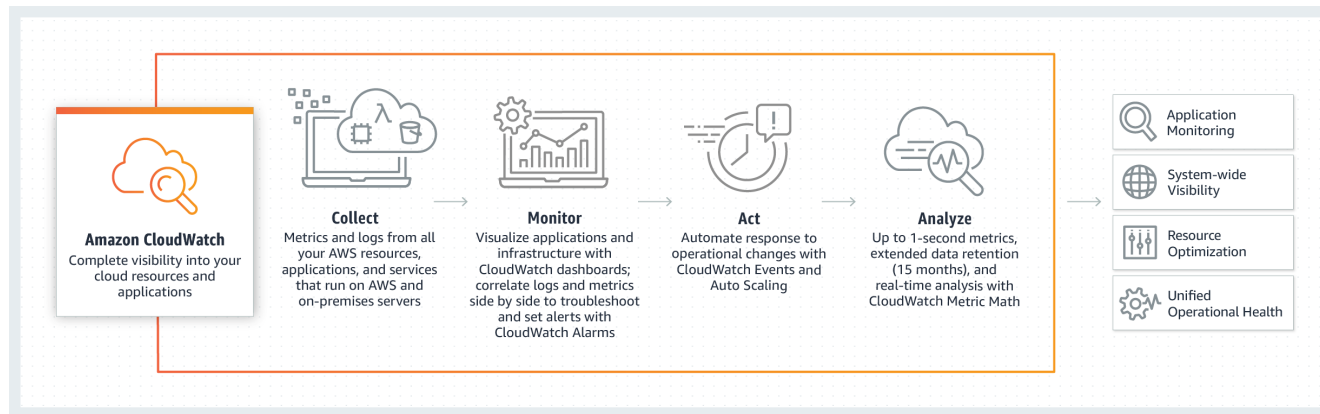 Amazon CloudWatch
Complete visibility into your
cloud resources and
applications
λ
Collect
Metrics and logs from all
your AWS resources,
applications, and services
that run on AWS and
on-premises servers
Monitor
Visualize applications and
infrastructure with
CloudWatch dashboards;
correlate logs and metrics
side by side to troubleshoot
and set alerts with
CloudWatch Alarms
!
Act
Automate response to
operational changes with
CloudWatch Events and
Auto Scaling
Analyze
Up to 1-second metrics,
extended data retention
(15 months), and
real-time analysis with
CloudWatch Metric Math
Application
Monitoring
System-wide
Visibility
Resource
Optimization
Unified
Operational Health